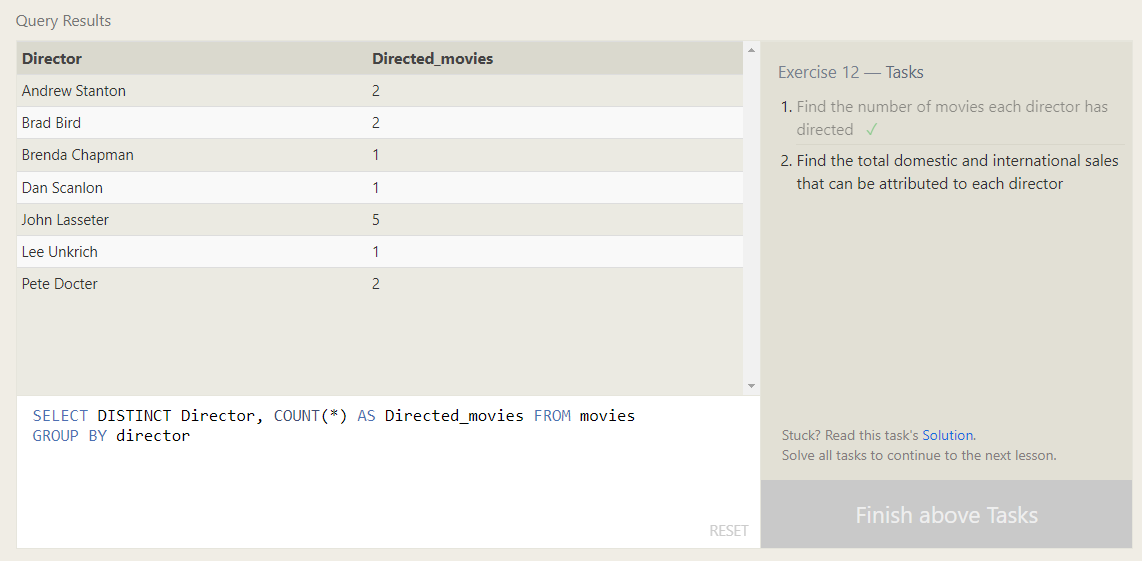 Query Results
Director Directed_movies
Andrew Stanton 2
Brad Bird 2
Brenda Chapman 1
Dan Scanlon 1
John Lasseter 5
Lee Unkrich 1
Pete Docter 2
SELECT DISTINCT Director, COUNT(*) AS Directed_movies FROM movies
GROUP BY director
RESET
Exercise 12 — Tasks
1. Find the number of movies each director has
directed ✓
2. Find the total domestic and international sales
that can be attributed to each director
Stuck? Read this task's Solution.
Solve all tasks to continue to the next lesson.
Finish above Tasks